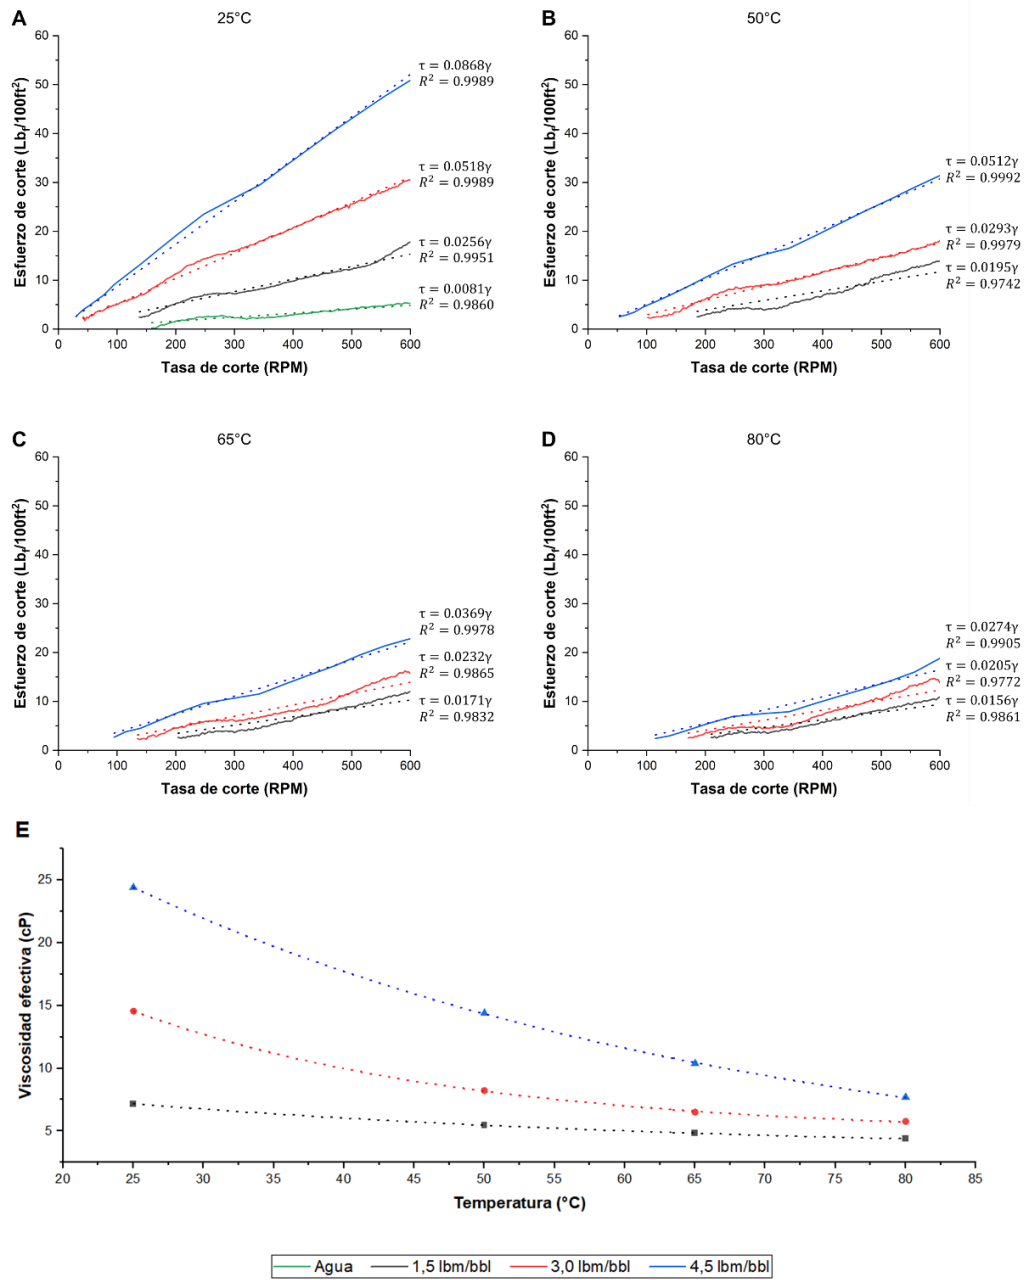 A
25°C
Esfuerzo de corte (Lbf/100ft²)
60
50
40
30
20
10
0
τ = 0.0868γ
R² = 0.9989
τ = 0.0518γ
R² = 0.9989
τ = 0.0256γ
R² = 0.9951
τ = 0.0081γ
R² = 0.9860
0 100 200 300 400 500 600
Tasa de corte (RPM)
B
50°C
Esfuerzo de corte (Lbf/100ft²)
60
50
40
30
20
10
0
τ = 0.0512γ
R² = 0.9992
τ = 0.0293γ
R² = 0.9979
τ = 0.0195γ
R² = 0.9742
0 100 200 300 400 500 600
Tasa de corte (RPM)
C
65°C
Esfuerzo de corte (Lbf/100ft²)
60
50
40
30
20
10
0
τ = 0.0369γ
R² = 0.9978
τ = 0.0232γ
R² = 0.9865
τ = 0.0171γ
R² = 0.9832
0 100 200 300 400 500 600
Tasa de corte (RPM)
D
80°C
Esfuerzo de corte (Lbf/100ft²)
60
50
40
30
20
10
0
τ = 0.0274γ
R² = 0.9905
τ = 0.0205γ
R² = 0.9772
τ = 0.0156γ
R² = 0.9861
0 100 200 300 400 500 600
Tasa de corte (RPM)
E
Viscosidad efectiva (cP)
25
20
15
10
5
20 25 30 35 40 45 50 55 60 65 70 75 80 85
Temperatura (°C)
Agua 1,5 lbm/bbl 3,0 lbm/bbl 4,5 lbm/bbl